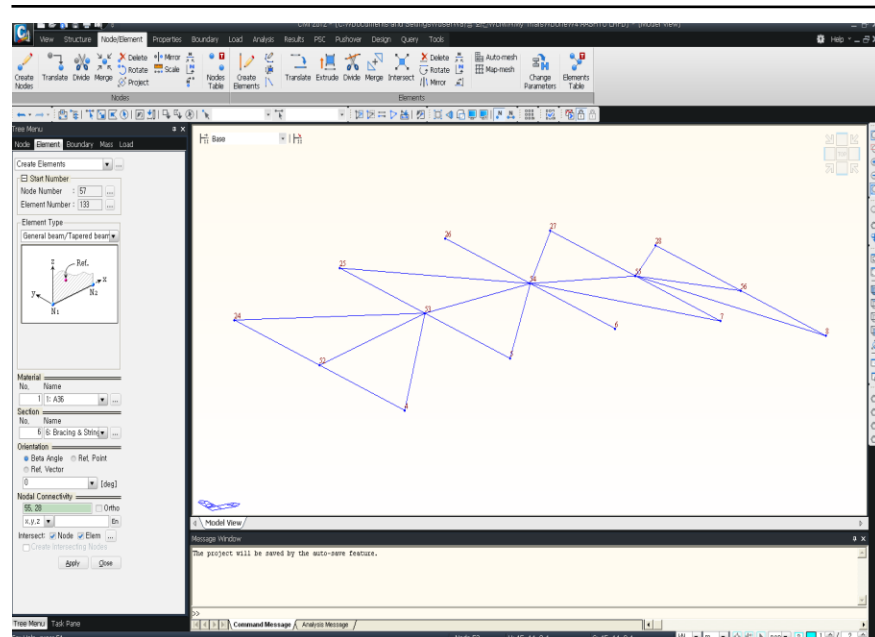 View Structure Node/Element Properties Boundary Load Analysis Results PSC Pushover Design Query Tools Help
Create Nodes
Translate Divide Merge
Delete
Rotate
Project
Mirror
Scale
Nodes Table
Create Elements
Translate Extrude Divide Merge Intersect
Delete
Rotate
Mirror
Auto-mesh
Map-mesh
Change Parameters
Elements Table
Nodes
Elements
Tree Menu
Node Element Boundary Mass Load
Create Elements
Start Number
Node Number : 57
Element Number : 133
Element Type
General beam/Tapered beam
z Ref.
x
y
N1
N2
Material
No. Name
1 1: A36
Section
No. Name
6 6: Bracing & String
Orientation
Beta Angle Ref. Point
Ref. Vector
0 [deg]
Nodal Connectivity
55, 28 Ortho
x,y,z En
Intersect: Node Elem
Create Intersecting Nodes
Apply Close
Tree Menu Task Pane
Base
27
26
28
25
55
54
56
53
24
7
6
8
5
52
4
Model View
Message Window
The project will be saved by the auto-save feature.
>>
Command Message Analysis Message